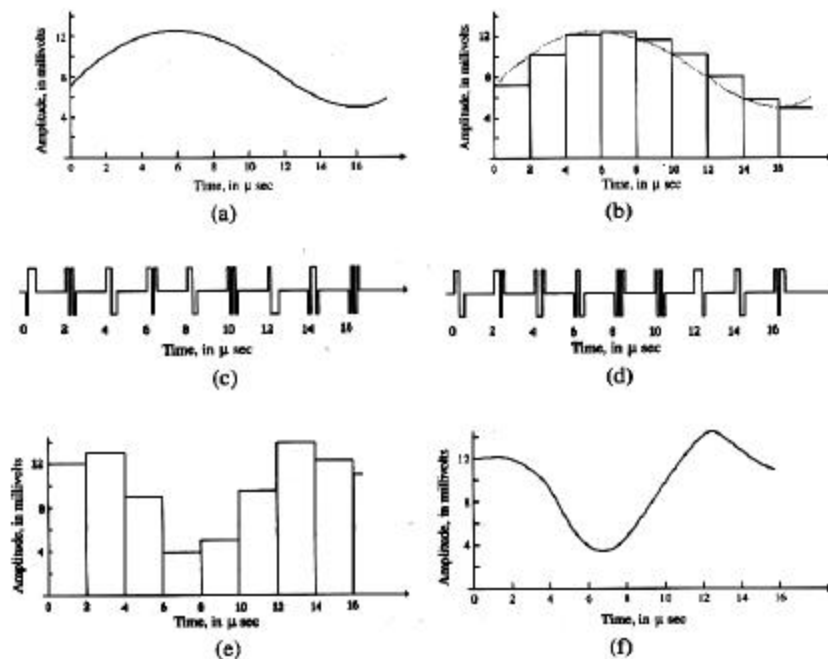 Amplitude, in millivolts
12
8
4
0 2 4 6 8 10 12 14 16
Time, in μ sec
(a)
Amplitude, in millivolts
12
8
4
0 2 4 6 8 10 12 14 16
Time, in μ sec
(b)
0 2 4 6 8 10 12 14 16
Time, in μ sec
(c)
0 2 4 6 8 10 12 14 16
Time, in μ sec
(d)
Amplitude, in millivolts
12
8
4
0 2 4 6 8 10 12 14 16
Time, in μ sec
(e)
Amplitude, in millivolts
12
8
4
0 2 4 6 8 10 12 14 16
Time, in μ sec
(f)